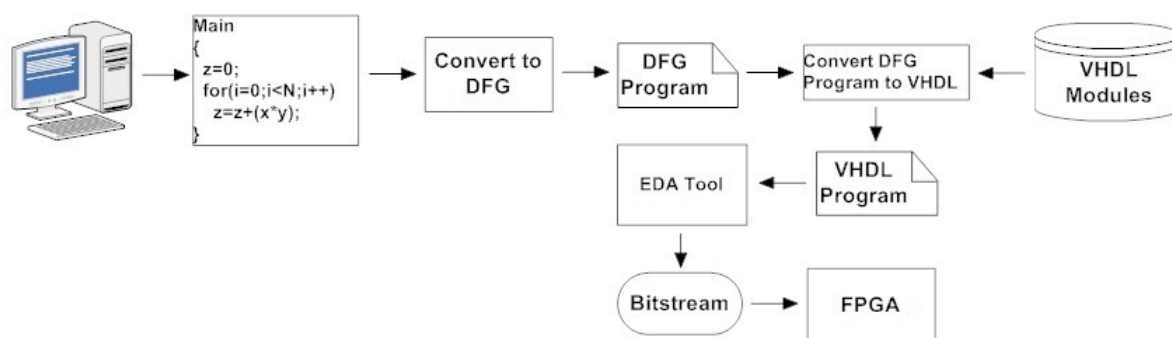 Main
{
z=0;
for(i=0;i<N;i++)
z=z+(x*y);
}
Convert to
DFG
DFG
Program
Convert DFG
Program to VHDL
VHDL
Modules
EDA Tool
VHDL
Program
Bitstream
FPGA